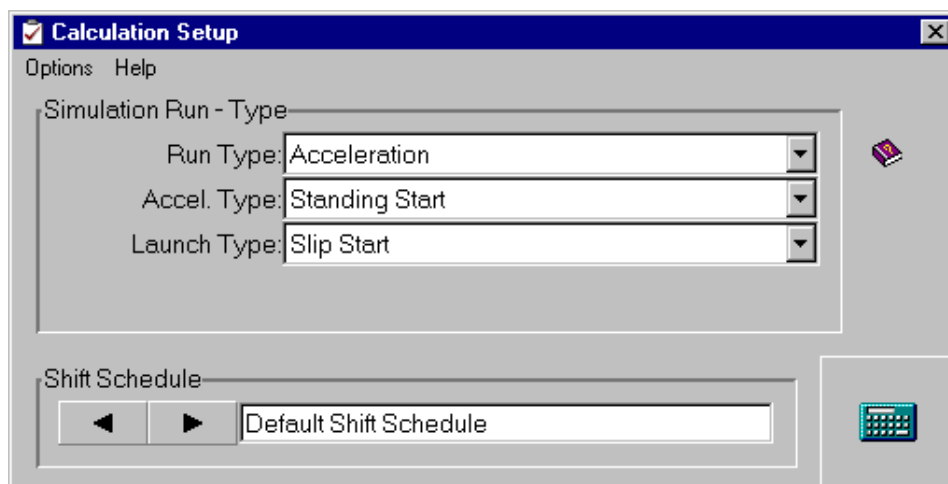 Calculation Setup
Options Help
Simulation Run - Type
Run Type: Acceleration
Accel. Type: Standing Start
Launch Type: Slip Start
Shift Schedule
Default Shift Schedule